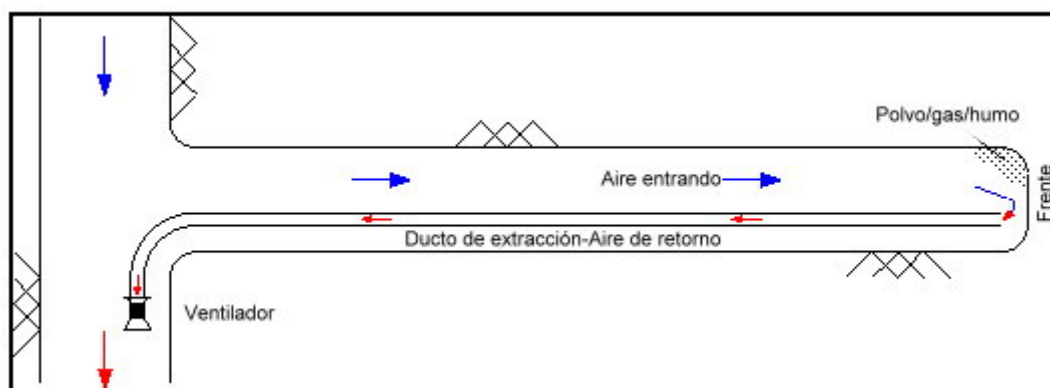 Polvo/gas/humo
Aire entrando
Frente
Ducto de extracción-Aire de retorno
Ventilador